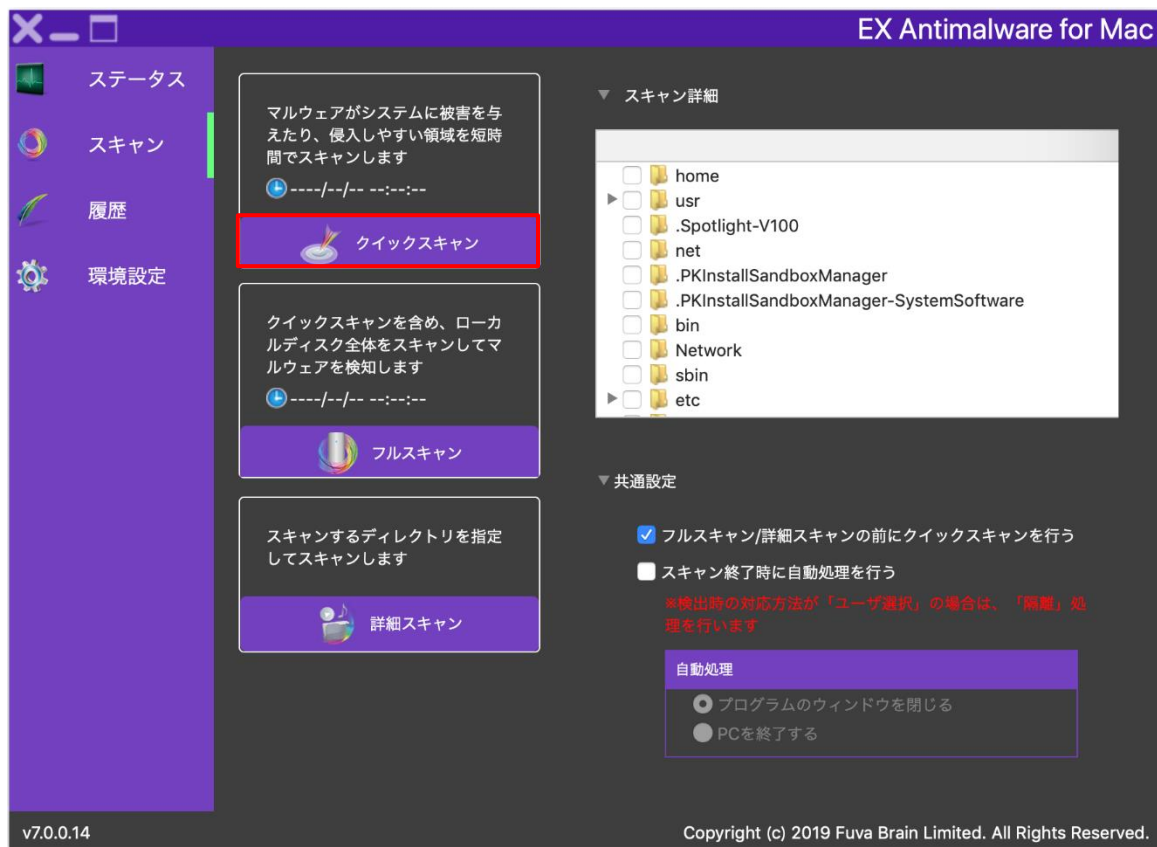 EX Antimalware for Mac
ステータス
スキャン
履歴
環境設定
マルウェアがシステムに被害を与
えたり、侵入しやすい領域を短時
間でスキャンします
----/--/-- --:--:--
クイックスキャン
クイックスキャンを含め、ローカ
ルディスク全体をスキャンしてマ
ルウェアを検知します
----/--/-- --:--:--
フルスキャン
スキャンするディレクトリを指定
してスキャンします
詳細スキャン
スキャン詳細
home
usr
.Spotlight-V100
net
.PKInstallSandboxManager
.PKInstallSandboxManager-SystemSoftware
bin
Network
sbin
etc
共通設定
フルスキャン/詳細スキャンの前にクイックスキャンを行う
スキャン終了時に自動処理を行う
※検出時の対応方法が「ユーザ選択」の場合は、「隔離」処
理を行います
自動処理
プログラムのウィンドウを閉じる
PCを終了する
v7.0.0.14
Copyright (c) 2019 Fuva Brain Limited. All Rights Reserved.